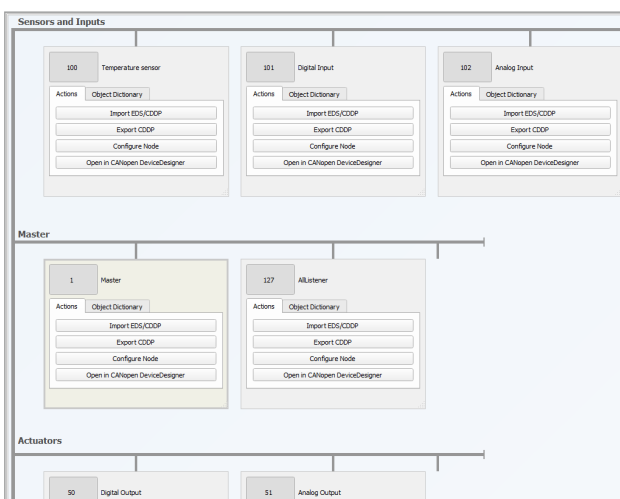 Sensors and Inputs
100 Temperature sensor
Actions Object Dictionary
Import EDS/CDDP
Export CDDP
Configure Node
Open in CANopen DeviceDesigner
101 Digital Input
Actions Object Dictionary
Import EDS/CDDP
Export CDDP
Configure Node
Open in CANopen DeviceDesigner
102 Analog Input
Actions Object Dictionary
Import EDS/CDDP
Export CDDP
Configure Node
Open in CANopen DeviceDesigner
Master
1 Master
Actions Object Dictionary
Import EDS/CDDP
Export CDDP
Configure Node
Open in CANopen DeviceDesigner
127 AllListener
Actions Object Dictionary
Import EDS/CDDP
Export CDDP
Configure Node
Open in CANopen DeviceDesigner
Actuators
50 Digital Output
51 Analog Output